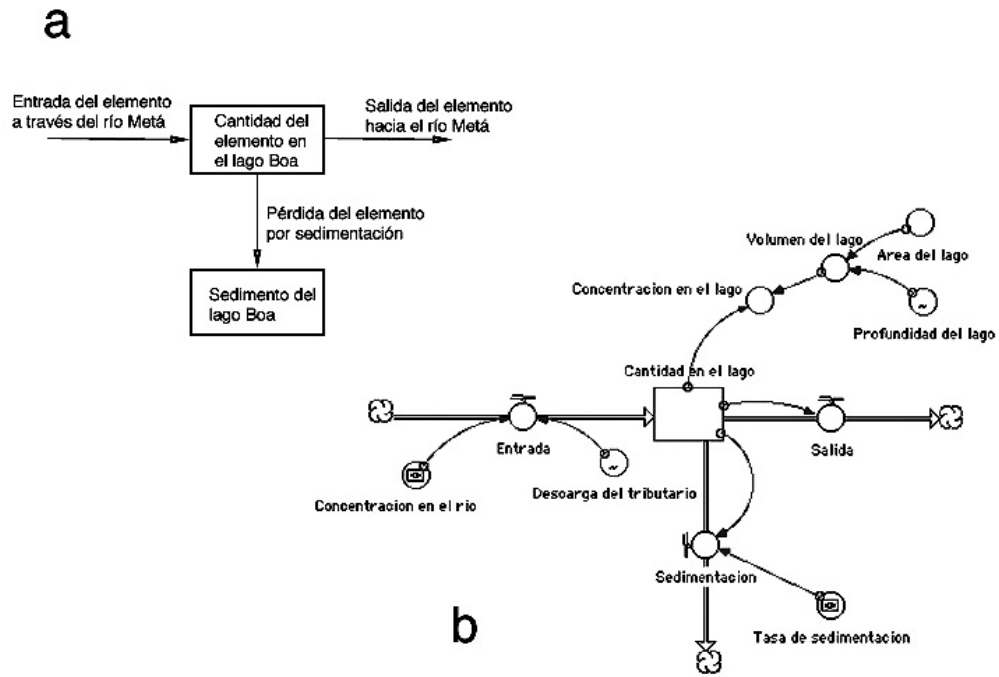 a
Entrada del elemento
a través del río Metá
Cantidad del
elemento en
el lago Boa
Salida del elemento
hacia el río Metá
Pérdida del elemento
por sedimentación
Sedimento del
lago Boa
Volumen del lago
Area del lago
Concentracion en el lago
Profundidad del lago
Cantidad en el lago
Entrada
Salida
Concentracion en el rio
Descarga del tributario
Sedimentacion
Tasa de sedimentacion
b